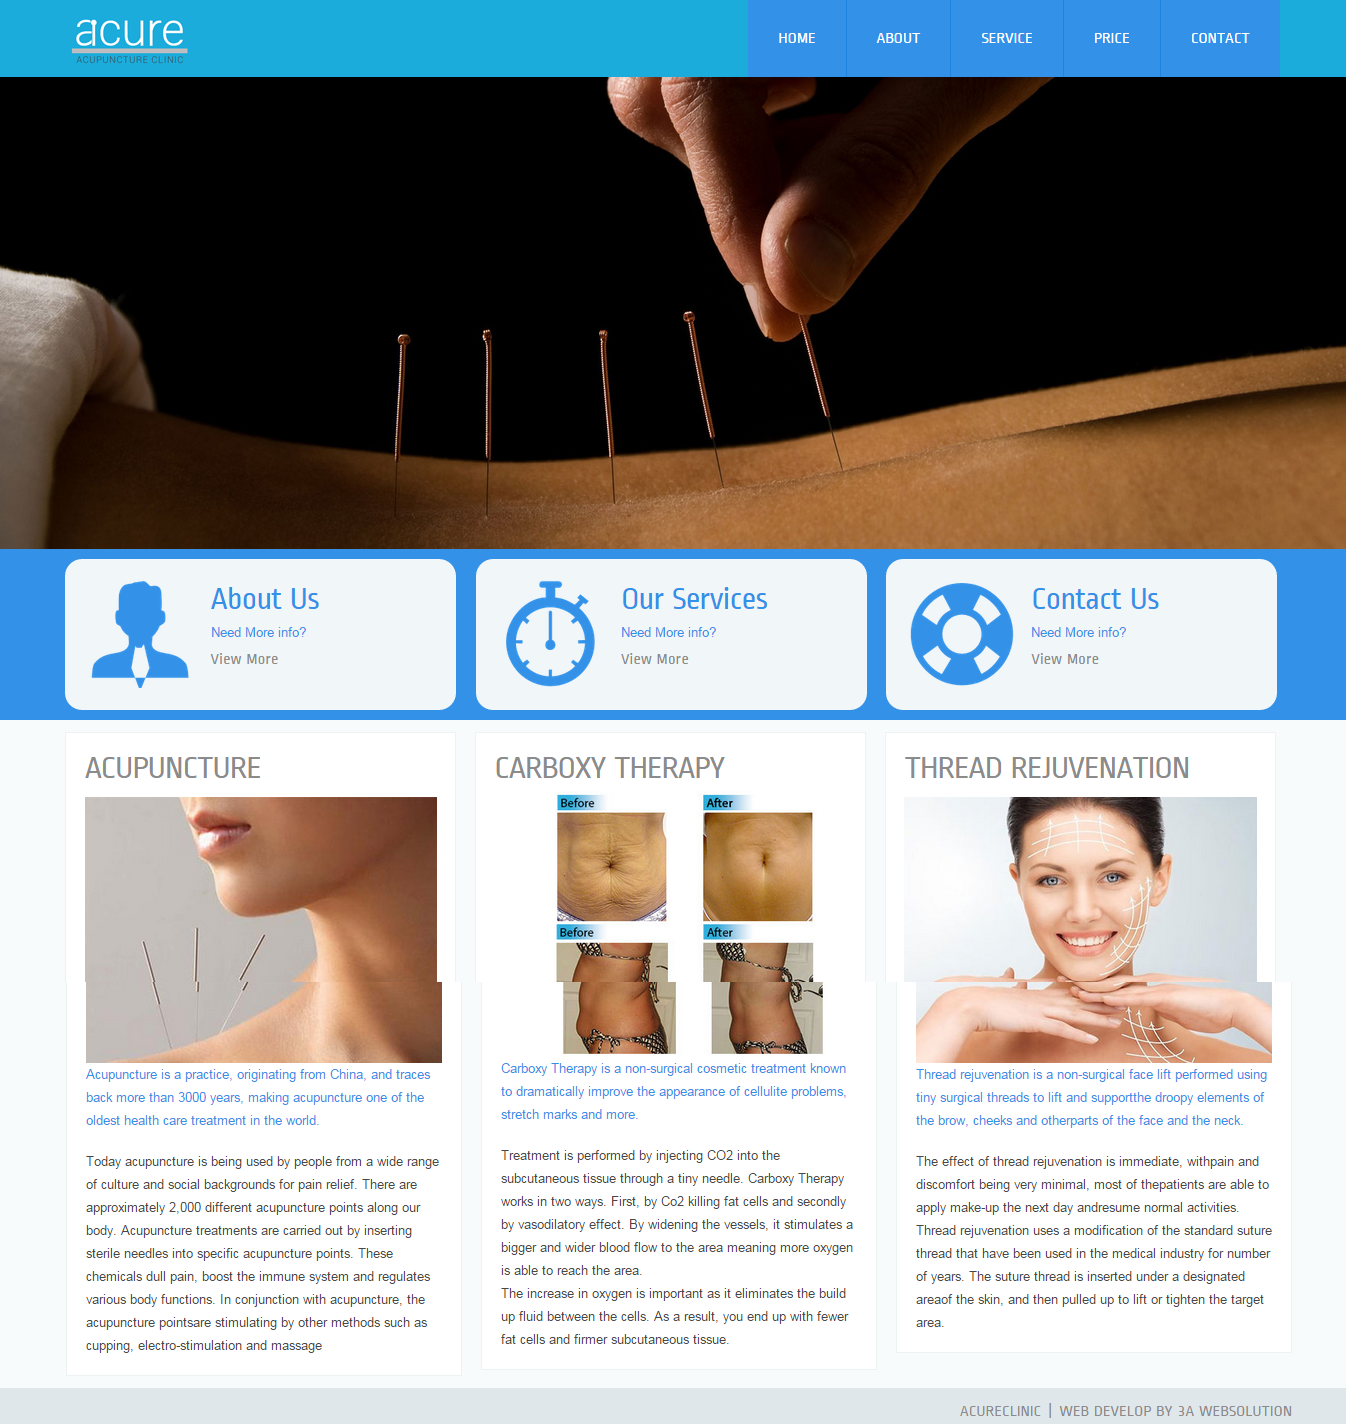 acure
ACUPUNCTURE CLINIC
HOME
ABOUT
SERVICE
PRICE
CONTACT
About Us
Need More info?
View More
Our Services
Need More info?
View More
Contact Us
Need More info?
View More
ACUPUNCTURE
Acupuncture is a practice, originating from China, and traces
back more than 3000 years, making acupuncture one of the
oldest health care treatment in the world.
Today acupuncture is being used by people from a wide range
of culture and social backgrounds for pain relief. There are
approximately 2,000 different acupuncture points along our
body. Acupuncture treatments are carried out by inserting
sterile needles into specific acupuncture points. These
chemicals dull pain, boost the immune system and regulates
various body functions. In conjunction with acupuncture, the
acupuncture pointsare stimulating by other methods such as
cupping, electro-stimulation and massage
CARBOXY THERAPY
Before
After
Before
After
Carboxy Therapy is a non-surgical cosmetic treatment known
to dramatically improve the appearance of cellulite problems,
stretch marks and more.
Treatment is performed by injecting CO2 into the
subcutaneous tissue through a tiny needle. Carboxy Therapy
works in two ways. First, by Co2 killing fat cells and secondly
by vasodilatory effect. By widening the vessels, it stimulates a
bigger and wider blood flow to the area meaning more oxygen
is able to reach the area.
The increase in oxygen is important as it eliminates the build
up fluid between the cells. As a result, you end up with fewer
fat cells and firmer subcutaneous tissue.
THREAD REJUVENATION
Thread rejuvenation is a non-surgical face lift performed using
tiny surgical threads to lift and supportthe droopy elements of
the brow, cheeks and otherparts of the face and the neck.
The effect of thread rejuvenation is immediate, withpain and
discomfort being very minimal, most of thepatients are able to
apply make-up the next day andresume normal activities.
Thread rejuvenation uses a modification of the standard suture
thread that have been used in the medical industry for number
of years. The suture thread is inserted under a designated
areaof the skin, and then pulled up to lift or tighten the target
area.
ACURECLINIC | WEB DEVELOP BY 3A WEBSOLUTION